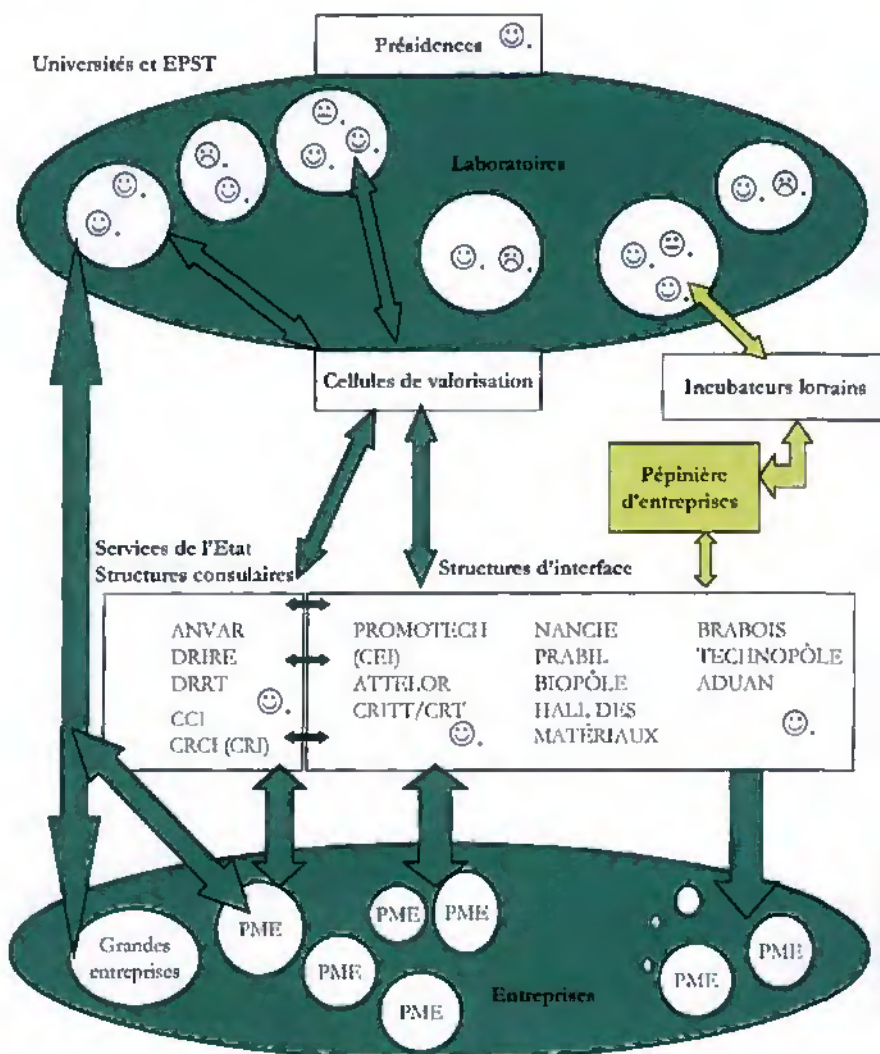 Présidences
Universités et EPST
Laboratoires
Cellules de valorisation
Incubateurs lorrains
Pépinière
d'entreprises
Services de l'Etat
Structures consulaires
Structures d'interface
ANVAR
DRIRE
DRRT
CCI
CRCI (CRI)
PROMOTECH
(CEI)
ATTELOR
CRITT/CRT
NANCIE
PRABIL
BIOPÔLE
HALL DES
MATÉRIAUX
BRABOIS
TECHNOPÔLE
ADUAN
Grandes
entreprises
PME
PME
PME
PME
PME
PME
PME
Entreprises